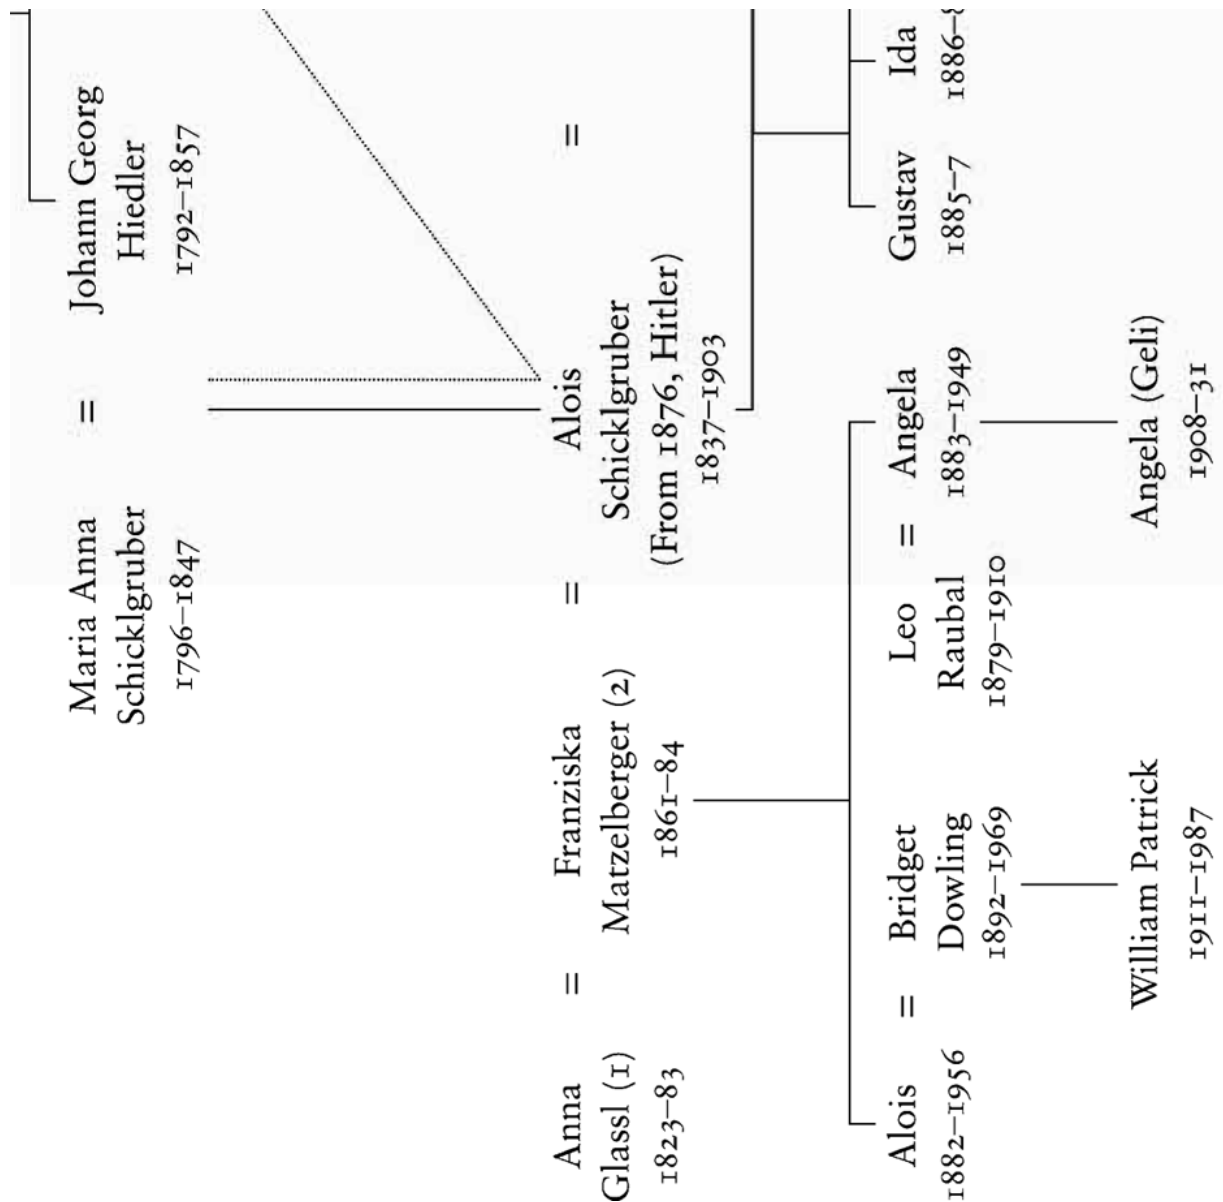 Maria Anna
Schicklgruber
1796–1847
=
Johann Georg
Hiedler
1792–1857
Anna
Glassl (1)
1823–83
=
Franziska
Matzelberger (2)
1861–84
=
Alois
Schicklgruber
(From 1876, Hitler)
1837–1903
=
Alois
1882–1956
=
Bridget
Dowling
1892–1969
Leo
Raubal
1879–1910
=
Angela
1883–1949
Gustav
1885–7
Ida
1886–8
William Patrick
1911–1987
Angela (Geli)
1908–31